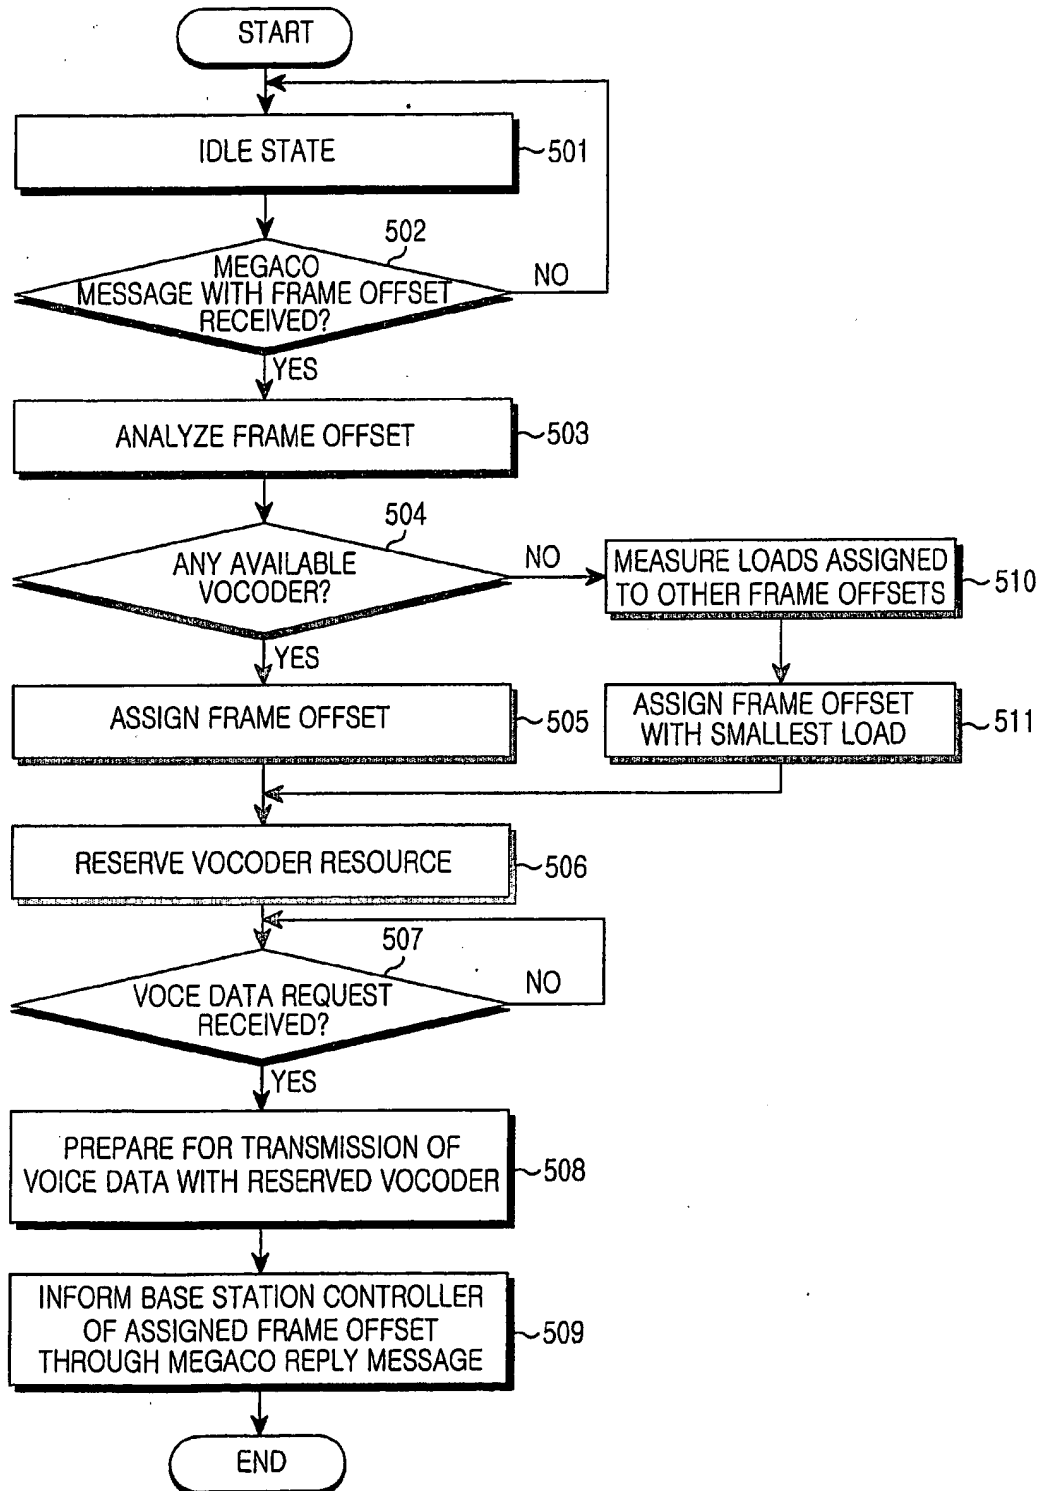 START
IDLE STATE
501
502
MEGACO
MESSAGE WITH FRAME OFFSET
RECEIVED?
NO
YES
ANALYZE FRAME OFFSET
503
504
ANY AVAILABLE
VOCODER?
NO
MEASURE LOADS ASSIGNED
TO OTHER FRAME OFFSETS
510
YES
ASSIGN FRAME OFFSET
505
ASSIGN FRAME OFFSET
WITH SMALLEST LOAD
511
RESERVE VOCODER RESOURCE
506
507
VOCE DATA REQUEST
RECEIVED?
NO
YES
PREPARE FOR TRANSMISSION OF
VOICE DATA WITH RESERVED VOCODER
508
INFORM BASE STATION CONTROLLER
OF ASSIGNED FRAME OFFSET
THROUGH MEGACO REPLY MESSAGE
509
END